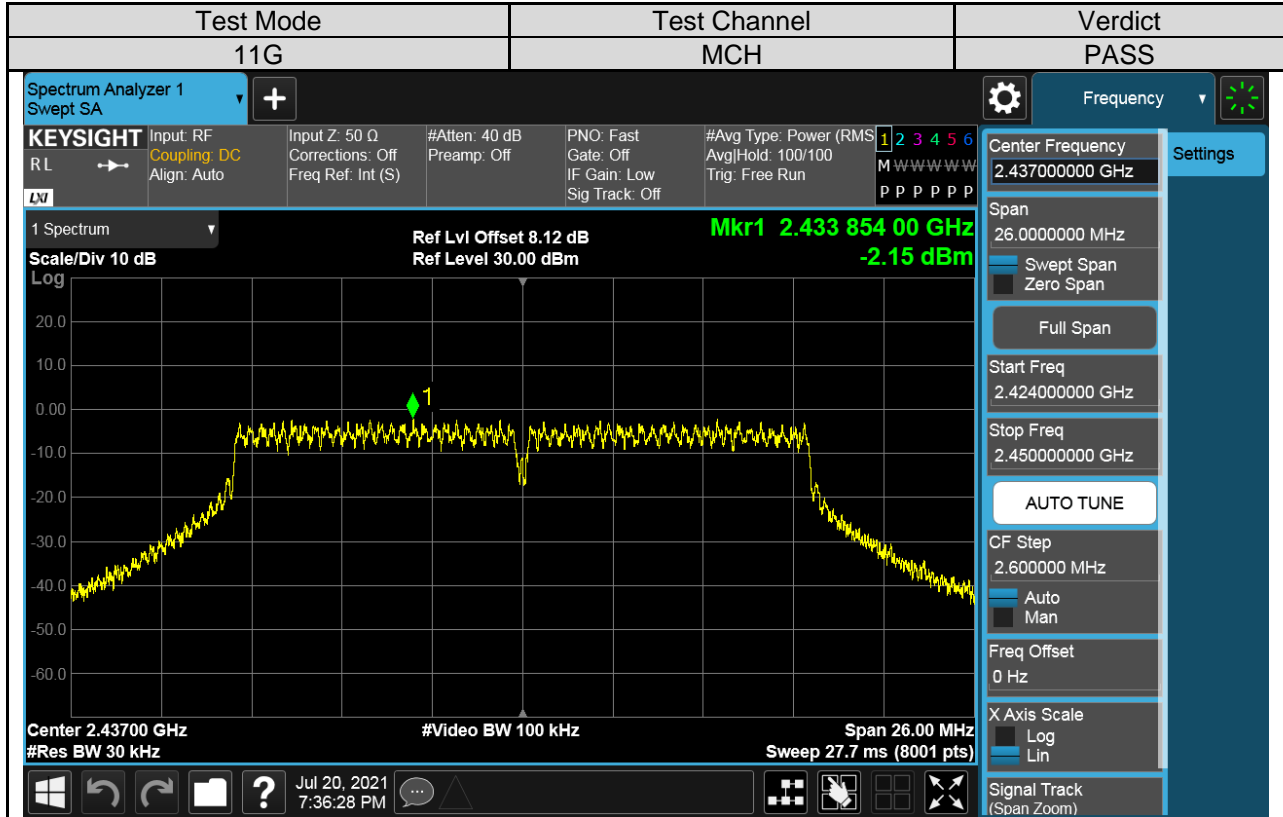 Test Mode Test Channel Verdict
11G MCH PASS
Spectrum Analyzer 1
Swept SA
+
Frequency
KEYSIGHT
R L
LXI
Input: RF
Coupling: DC
Align: Auto
Input Z: 50 Ω
Corrections: Off
Freq Ref: Int (S)
#Atten: 40 dB
Preamp: Off
PNO: Fast
Gate: Off
IF Gain: Low
Sig Track: Off
#Avg Type: Power (RMS
Avg|Hold: 100/100
Trig: Free Run
1 2 3 4 5 6
M W W W W W
P P P P P P
1 Spectrum
Scale/Div 10 dB
Log
Ref Lvl Offset 8.12 dB
Ref Level 30.00 dBm
Mkr1 2.433 854 00 GHz
-2.15 dBm
20.0
10.0
0.00
-10.0
-20.0
-30.0
-40.0
-50.0
-60.0
1
Center 2.43700 GHz
#Res BW 30 kHz
#Video BW 100 kHz
Span 26.00 MHz
Sweep 27.7 ms (8001 pts)
?
Jul 20, 2021
7:36:28 PM
Center Frequency
2.437000000 GHz
Settings
Span
26.0000000 MHz
Swept Span
Zero Span
Full Span
Start Freq
2.424000000 GHz
Stop Freq
2.450000000 GHz
AUTO TUNE
CF Step
2.600000 MHz
Auto
Man
Freq Offset
0 Hz
X Axis Scale
Log
Lin
Signal Track
(Span Zoom)